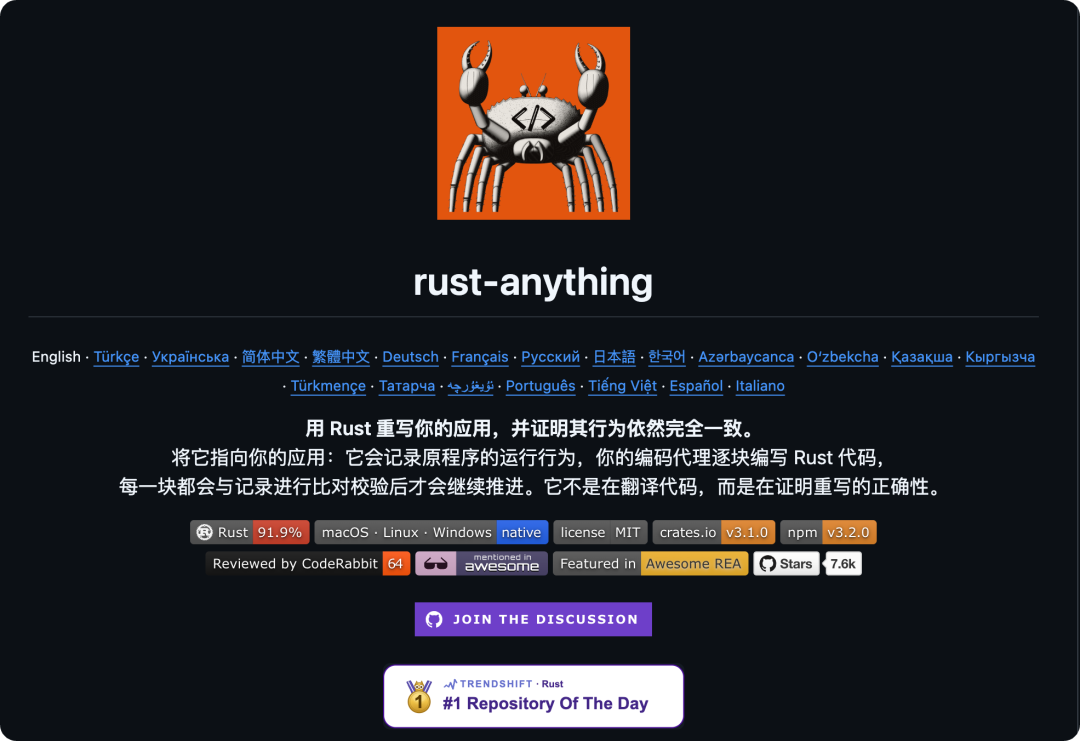 </>
rust-anything
English · Türkçe · Українська · 简体中文 · 繁體中文 · Deutsch · Français · Русский · 日本語 · 한국어 · Azərbaycanca · Oʻzbekcha · Қазақша · Кыргызча
· Türkmençe · Татарча · ئۇيغۇرچە · Português · Tiếng Việt · Español · Italiano
用 Rust 重写你的应用，并证明其行为依然完全一致。
将它指向你的应用：它会记录原程序的运行行为，你的编码代理逐块编写 Rust 代码，
每一块都会与记录进行比对校验后才会继续推进。它不是在翻译代码，而是在证明重写的正确性。
Rust 91.9% macOS · Linux · Windows native license MIT crates.io v3.1.0 npm v3.2.0
Reviewed by CodeRabbit 64 mentioned in awesome Featured in Awesome REA Stars 7.6k
JOIN THE DISCUSSION
TRENDSHIFT · Rust
1 #1 Repository Of The Day